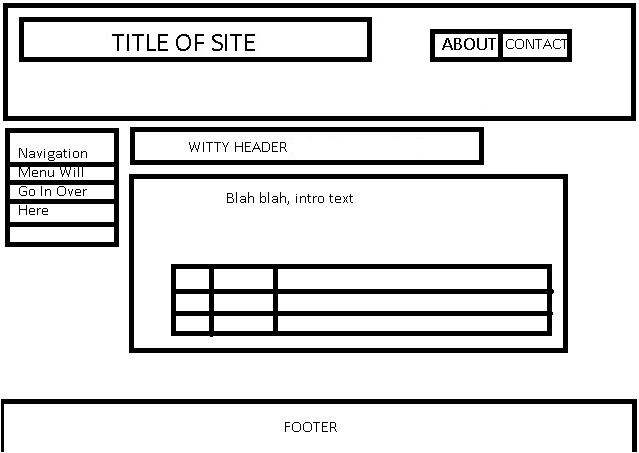 TITLE OF SITE
ABOUT CONTACT
Navigation
Menu Will
Go In Over
Here
WITTY HEADER
Blah blah, intro text
FOOTER